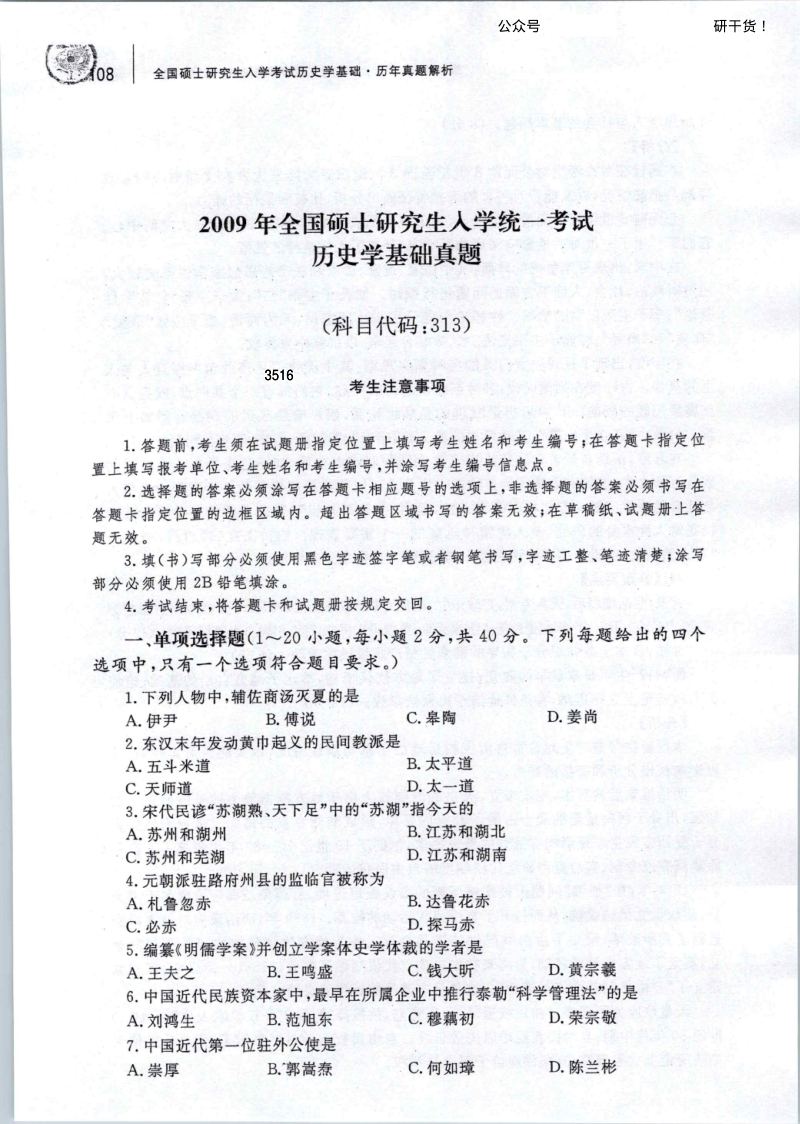 公众号 研干货！
108 全国硕士研究生入学考试历史学基础·历年真题解析
2009 年全国硕士研究生入学统一考试
历史学基础真题
(科目代码:313)
3516
考生注意事项
1.答题前,考生须在试题册指定位置上填写考生姓名和考生编号;在答题卡指定位
置上填写报考单位、考生姓名和考生编号,并涂写考生编号信息点。
2.选择题的答案必须涂写在答题卡相应题号的选项上,非选择题的答案必须书写在
答题卡指定位置的边框区域内。超出答题区域书写的答案无效;在草稿纸、试题册上答
题无效。
3.填(书)写部分必须使用黑色字迹签字笔或者钢笔书写,字迹工整、笔迹清楚;涂写
部分必须使用 2B 铅笔填涂。
4.考试结束,将答题卡和试题册按规定交回。
一、单项选择题(1～20 小题,每小题 2 分,共 40 分。下列每题给出的四个
选项中,只有一个选项符合题目要求。)
1.下列人物中,辅佐商汤灭夏的是
A.伊尹 B.傅说 C.皋陶 D.姜尚
2.东汉末年发动黄巾起义的民间教派是
A.五斗米道 B.太平道
C.天师道 D.太一道
3.宋代民谚“苏湖熟、天下足”中的“苏湖”指今天的
A.苏州和湖州 B.江苏和湖北
C.苏州和芜湖 D.江苏和湖南
4.元朝派驻路府州县的监临官被称为
A.札鲁忽赤 B.达鲁花赤
C.必赤 D.探马赤
5.编纂《明儒学案》并创立学案体史学体裁的学者是
A.王夫之 B.王鸣盛 C.钱大昕 D.黄宗羲
6.中国近代民族资本家中,最早在所属企业中推行泰勒“科学管理法”的是
A.刘鸿生 B.范旭东 C.穆藕初 D.荣宗敬
7.中国近代第一位驻外公使是
A.崇厚 B.郭嵩焘 C.何如璋 D.陈兰彬